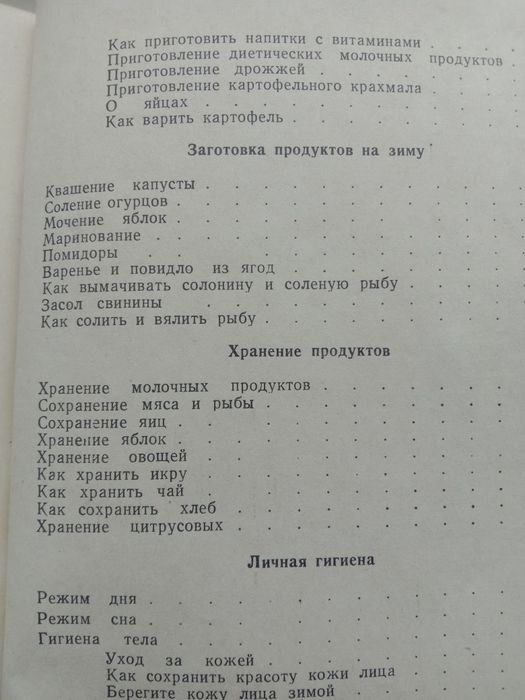 Как приготовить напитки с витаминами . . .
Приготовление диетических молочных продуктов . .
Приготовление дрожжей . . . . . .
Приготовление картофельного крахмала . . .
О яйцах . . . . . . . . .
Как варить картофель . . . . . . .
Заготовка продуктов на зиму
Квашение капусты . . . . . . . . . .
Соление огурцов . . . . . . . . . .
Мочение яблок . . . . . . . . . . .
Маринование . . . . . . . . . . .
Помидоры . . . . . . . . . . .
Варенье и повидло из ягод . . . . . . .
Как вымачивать солонину и соленую рыбу . . . .
Засол свинины . . . . . . . . .
Как солить и вялить рыбу . . . . . . . .
Хранение продуктов
Хранение молочных продуктов . . . . . .
Сохранение мяса и рыбы . . . . . . . .
Сохранение яиц . . . . . . . . . .
Хранение яблок . . . . . . . . . .
Хранение овощей . . . . . . . . .
Как хранить икру . . . . . . . . .
Как хранить чай . . . . . . . . .
Как сохранить хлеб . . . . . . . .
Хранение цитрусовых . . . . . . . .
Личная гигиена
Режим дня . . . . . . . . . . .
Режим сна . . . . . . . . . . .
Гигиена тела . . . . . . . . . .
Уход за кожей . . . . . . . .
Как сохранить красоту кожи лица . . . .
Берегите кожу лица зимой . . . . . .